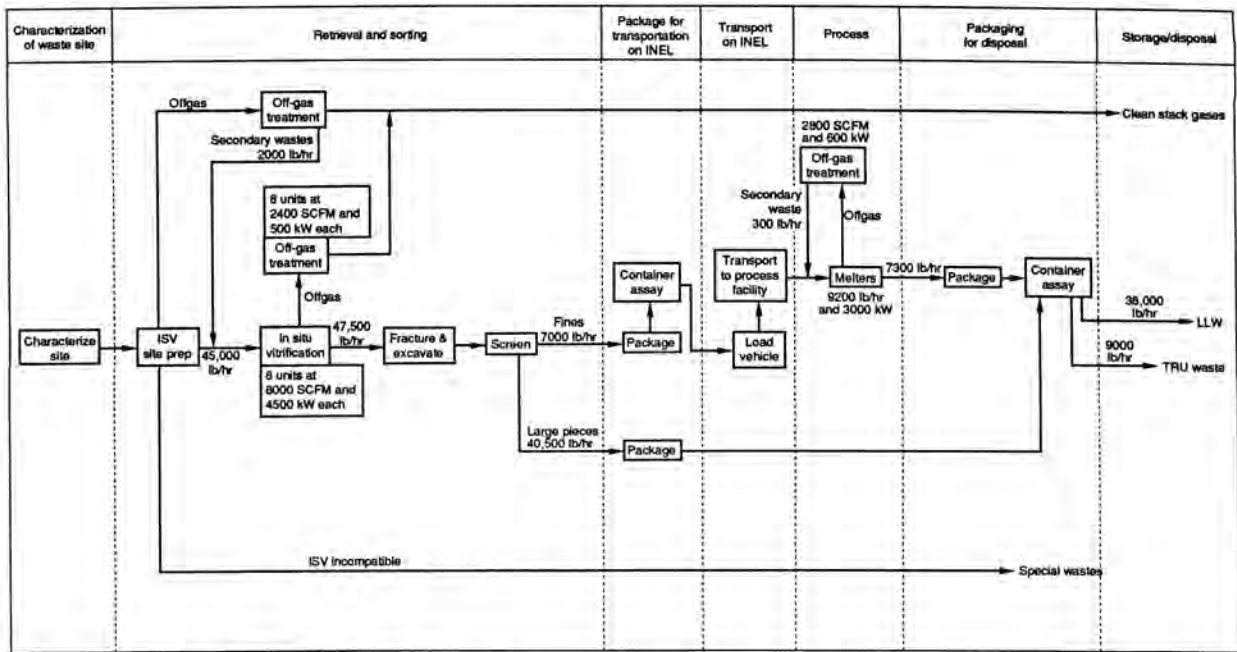 Characterization
of waste site
Retrieval and sorting
Package for
transportation
on INEL
Transport
on INEL
Process
Packaging
for disposal
Storage/disposal
Offgas
Off-gas
treatment
Clean stack gases
Secondary wastes
2000 lb/hr
6 units at
2400 SCFM and
500 kW each
Off-gas
treatment
Offgas
2800 SCFM
and 600 kW
Off-gas
treatment
Secondary
waste
300 lb/hr
Offgas
Characterize
site
ISV
site prep
45,000
lb/hr
In situ
vitrification
6 units at
8000 SCFM and
4500 kW each
47,500
lb/hr
Fracture &
excavate
Screen
Fines
7000 lb/hr
Container
assay
Package
Transport
to process
facility
Load
vehicle
Melters
9200 lb/hr
and 3000 kW
7300 lb/hr
Package
Container
assay
38,000
lb/hr
LLW
9000
lb/hr
TRU waste
Large pieces
40,500 lb/hr
Package
ISV incompatible
Special wastes